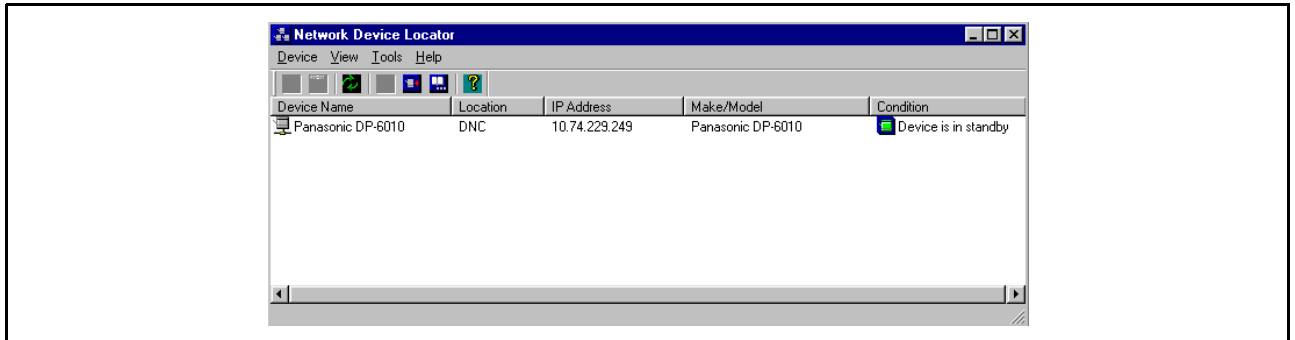 Network Device Locator
Device View Tools Help
Device Name Location IP Address Make/Model Condition
Panasonic DP-6010 DNC 10.74.229.249 Panasonic DP-6010 Device is in standby